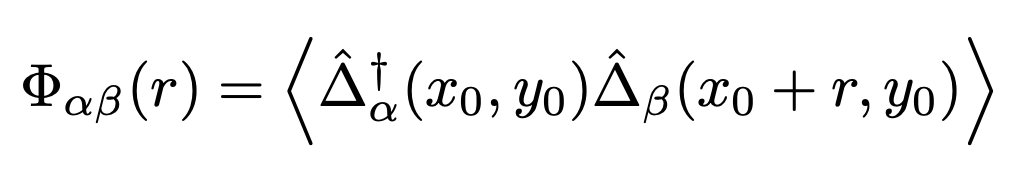 Φ_{αβ}(r) = ⟨Δ̂_α^†(x_0, y_0)Δ̂_β(x_0 + r, y_0)⟩